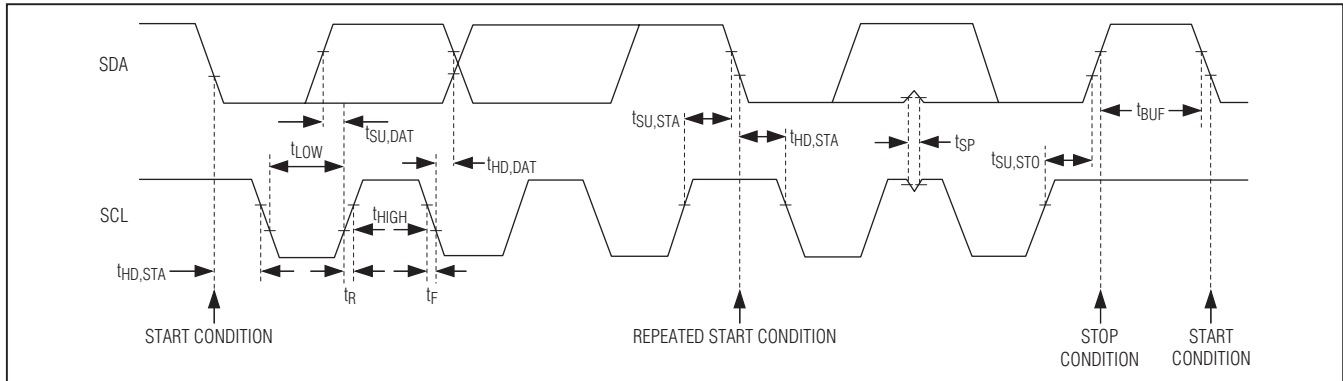 SDA
tSU,DAT
tLOW
tHD,DAT
tSU,STA
tHD,STA
tSP
tBUF
tSU,STO
SCL
tHIGH
tHD,STA
tR
tF
START CONDITION
REPEATED START CONDITION
STOP
CONDITION
START
CONDITION